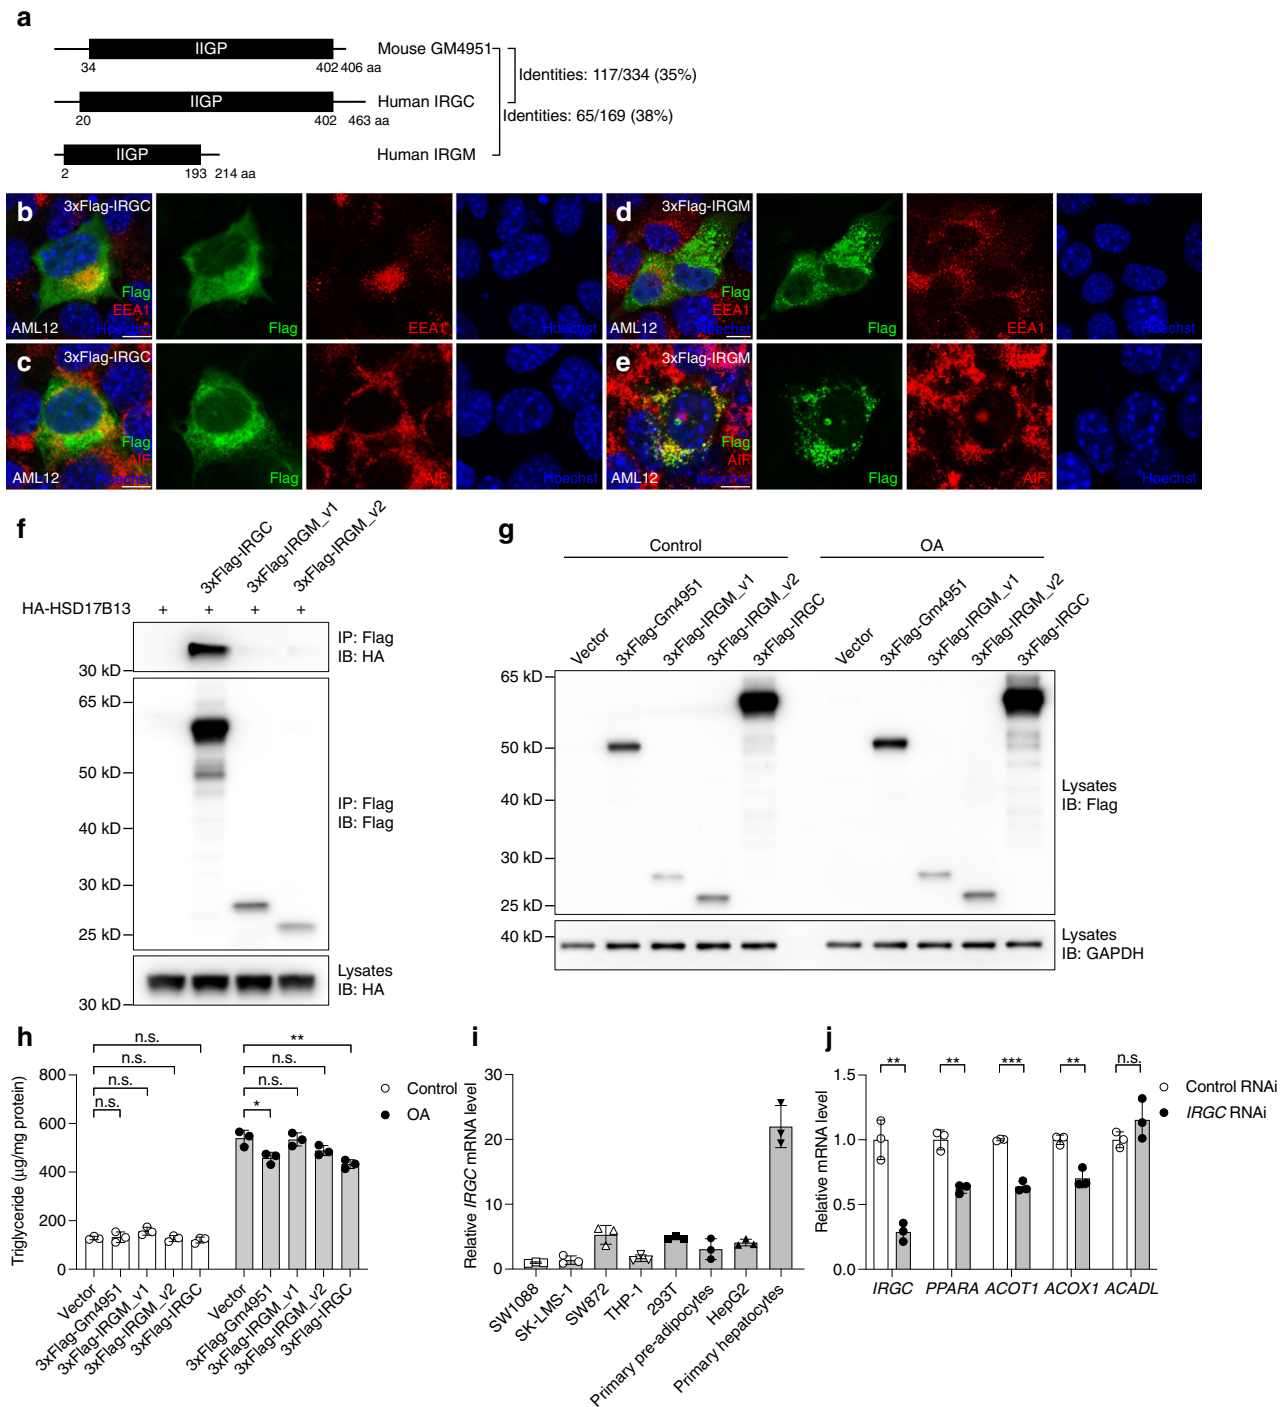 a
IIGP
Mouse GM4951
34
402 406 aa
Identities: 117/334 (35%)
IIGP
Human IRGC
20
402
463 aa
Identities: 65/169 (38%)
IIGP
Human IRGM
2
193
214 aa
b
3xFlag-IRGC
Flag
EEA1
Hoechst
AML12
Flag
EEA1
Hoechst
d
3xFlag-IRGM
Flag
EEA1
Hoechst
AML12
Flag
EEA1
Hoechst
c
3xFlag-IRGC
Flag
AIF
Hoechst
AML12
Flag
AIF
Hoechst
e
3xFlag-IRGM
Flag
AIF
Hoechst
AML12
Flag
AIF
Hoechst
f
3xFlag-IRGC
3xFlag-IRGM_v1
3xFlag-IRGM_v2
HA-HSD17B13 + + + +
IP: Flag
IB: HA
30 kD
65 kD
50 kD
40 kD
30 kD
25 kD
IP: Flag
IB: Flag
Lysates
IB: HA
30 kD
g
Control
OA
Vector
3xFlag-Gm4951
3xFlag-IRGM_v1
3xFlag-IRGM_v2
3xFlag-IRGC
Vector
3xFlag-Gm4951
3xFlag-IRGM_v1
3xFlag-IRGM_v2
3xFlag-IRGC
65 kD
50 kD
40 kD
30 kD
25 kD
Lysates
IB: Flag
40 kD
Lysates
IB: GAPDH
h
n.s.
n.s.
n.s.
n.s.
**
n.s.
n.s.
*
Control
OA
Triglyceride (µg/mg protein)
800
600
400
200
0
Vector
3xFlag-Gm4951
3xFlag-IRGM_v1
3xFlag-IRGM_v2
3xFlag-IRGC
Vector
3xFlag-Gm4951
3xFlag-IRGM_v1
3xFlag-IRGM_v2
3xFlag-IRGC
i
Relative IRGC mRNA level
30
20
10
0
SW1088
SK-LMS-1
SW872
THP-1
293T
Primary pre-adipocytes
HepG2
Primary hepatocytes
j
** ** *** ** n.s.
Control RNAi
IRGC RNAi
Relative mRNA level
1.5
1.0
0.5
0.0
IRGC PPARA ACOT1 ACOX1 ACADL